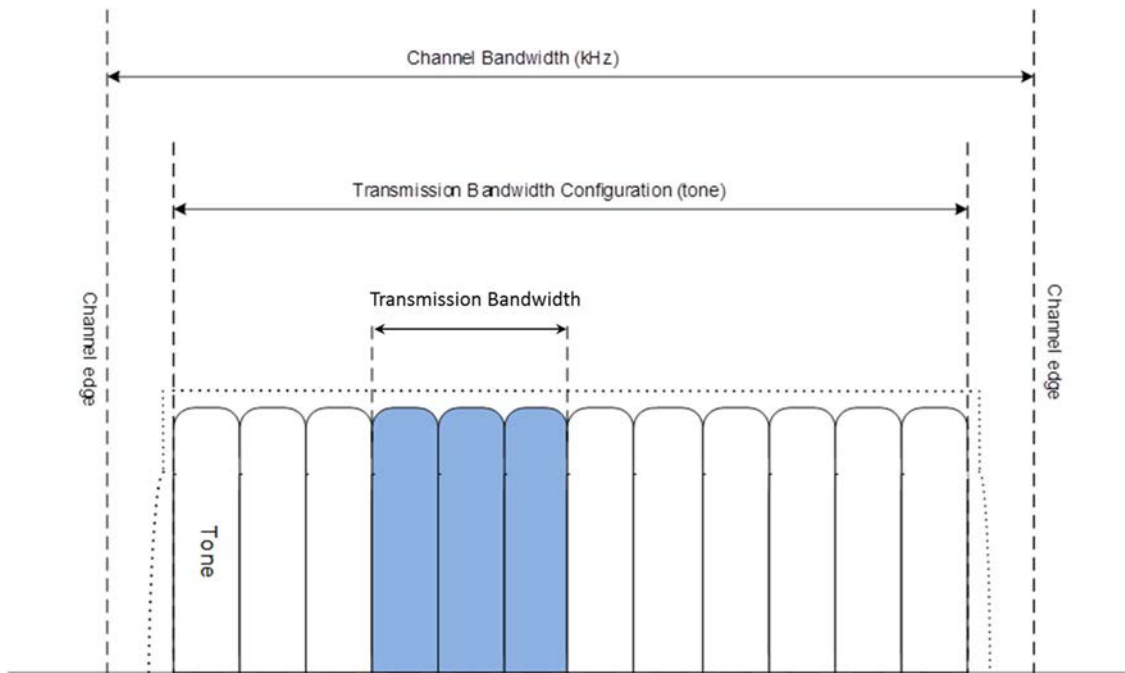 Channel Bandwidth (kHz)
Transmission Bandwidth Configuration (tone)
Transmission Bandwidth
Channel edge
Channel edge
Tone